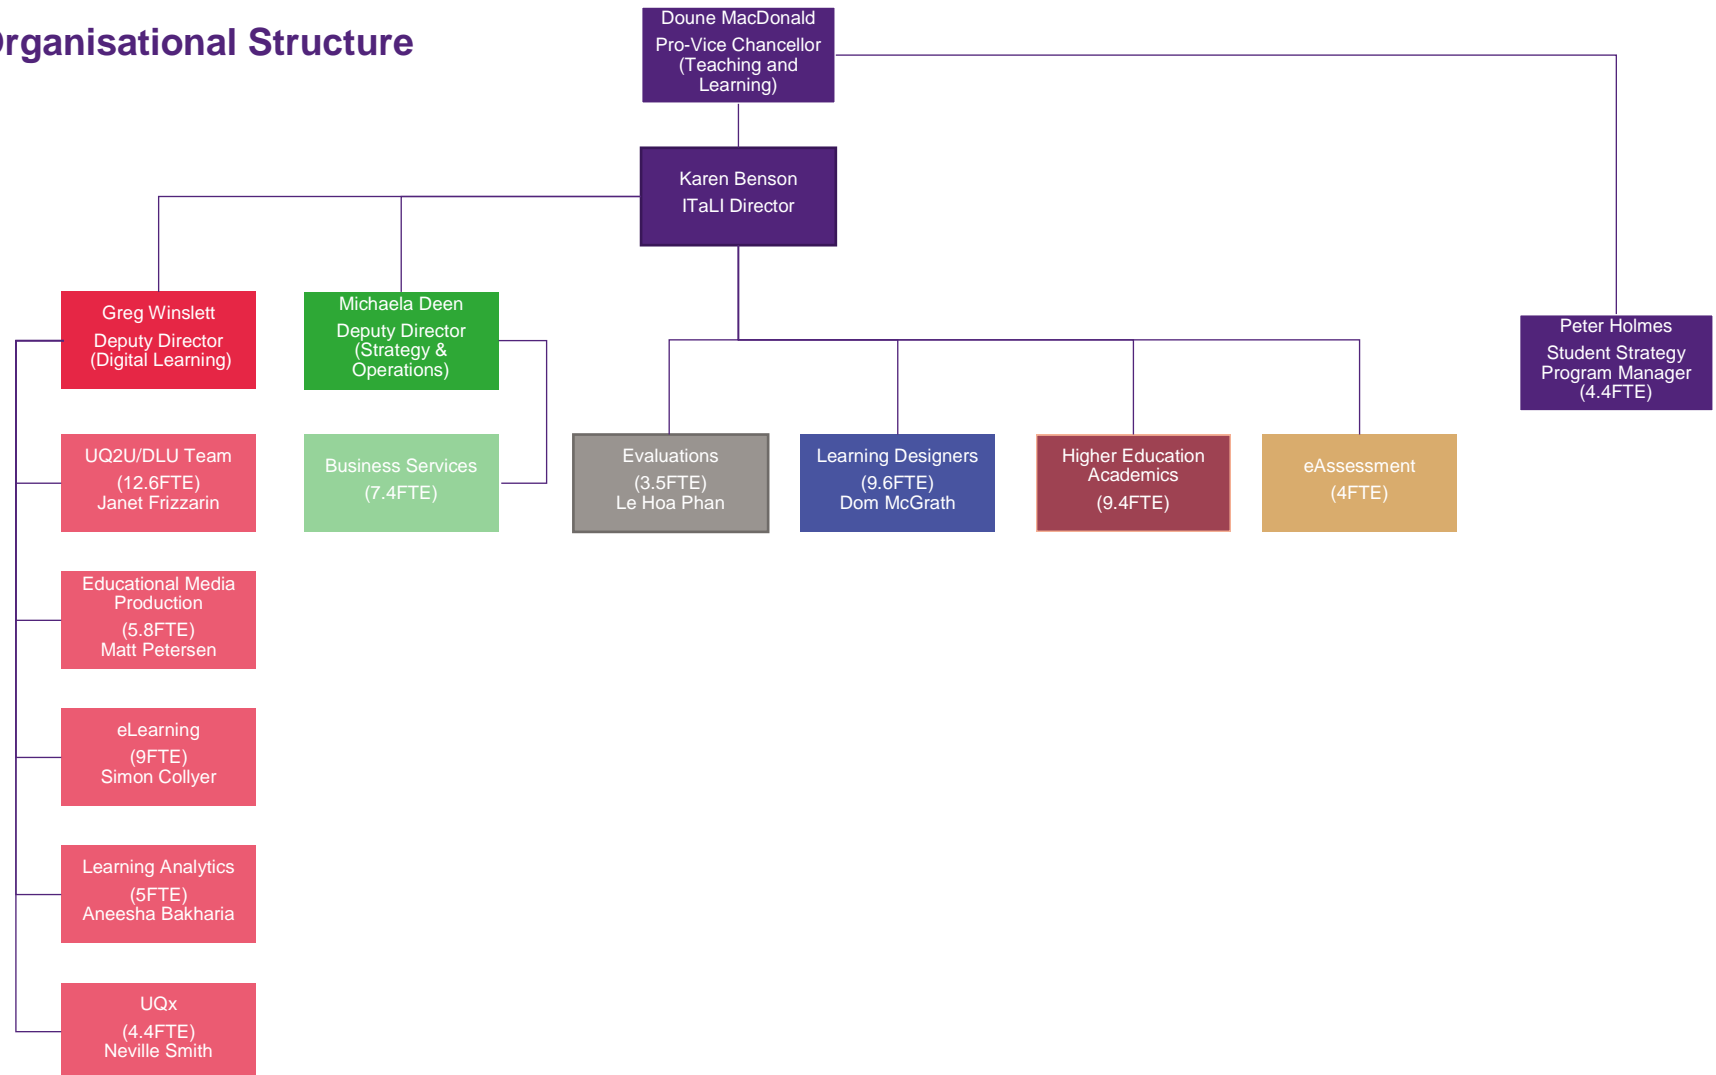 rganisational Structure
Doune MacDonald
Pro-Vice Chancellor
(Teaching and
Learning)
Karen Benson
ITaLI Director
Greg Winslett
Deputy Director
(Digital Learning)
Michaela Deen
Deputy Director
(Strategy &
Operations)
Peter Holmes
Student Strategy
Program Manager
(4.4FTE)
UQ2U/DLU Team
(12.6FTE)
Janet Frizzarin
Business Services
(7.4FTE)
Evaluations
(3.5FTE)
Le Hoa Phan
Learning Designers
(9.6FTE)
Dom McGrath
Higher Education
Academics
(9.4FTE)
eAssessment
(4FTE)
Educational Media
Production
(5.8FTE)
Matt Petersen
eLearning
(9FTE)
Simon Collyer
Learning Analytics
(5FTE)
Aneesha Bakharia
UQx
(4.4FTE)
Neville Smith